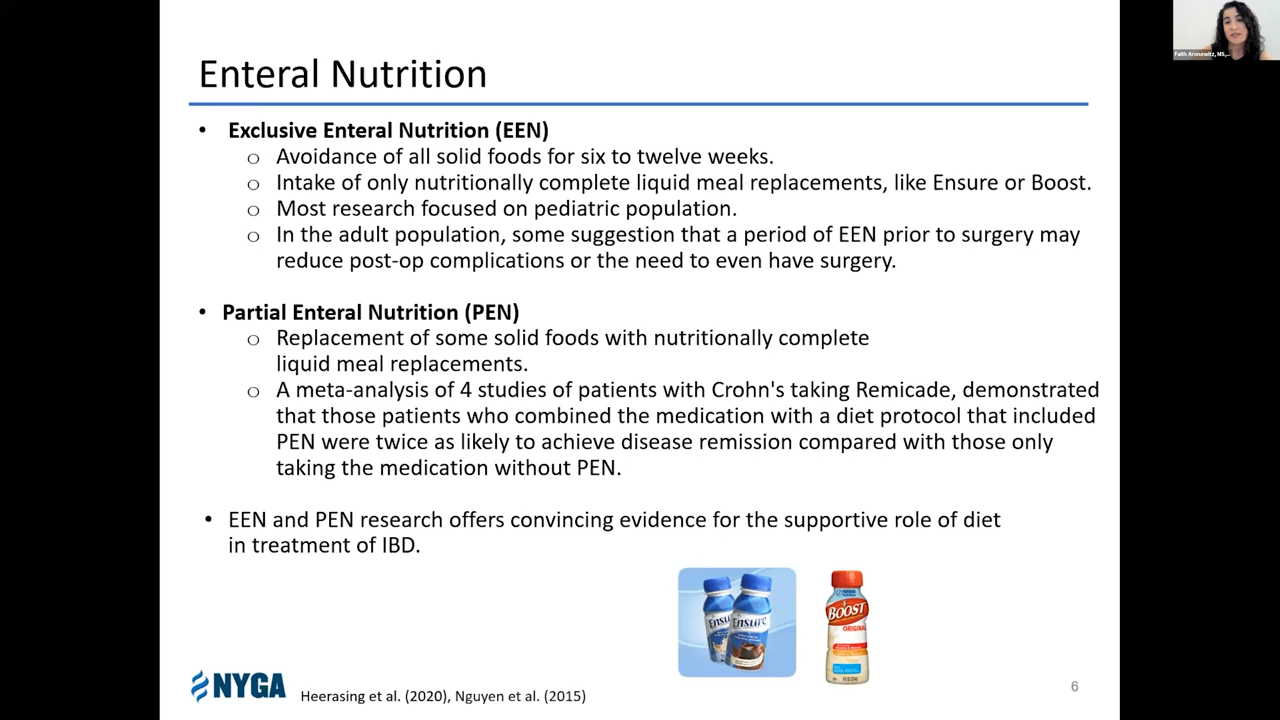 Faith Aronowitz, MS,...
Enteral Nutrition
• Exclusive Enteral Nutrition (EEN)
o Avoidance of all solid foods for six to twelve weeks.
o Intake of only nutritionally complete liquid meal replacements, like Ensure or Boost.
o Most research focused on pediatric population.
o In the adult population, some suggestion that a period of EEN prior to surgery may
reduce post-op complications or the need to even have surgery.
• Partial Enteral Nutrition (PEN)
o Replacement of some solid foods with nutritionally complete
liquid meal replacements.
o A meta-analysis of 4 studies of patients with Crohn's taking Remicade, demonstrated
that those patients who combined the medication with a diet protocol that included
PEN were twice as likely to achieve disease remission compared with those only
taking the medication without PEN.
• EEN and PEN research offers convincing evidence for the supportive role of diet
in treatment of IBD.
Ensu
Ensure
BOOST
ORIGINAL
NYGA
Heerasing et al. (2020), Nguyen et al. (2015)
6